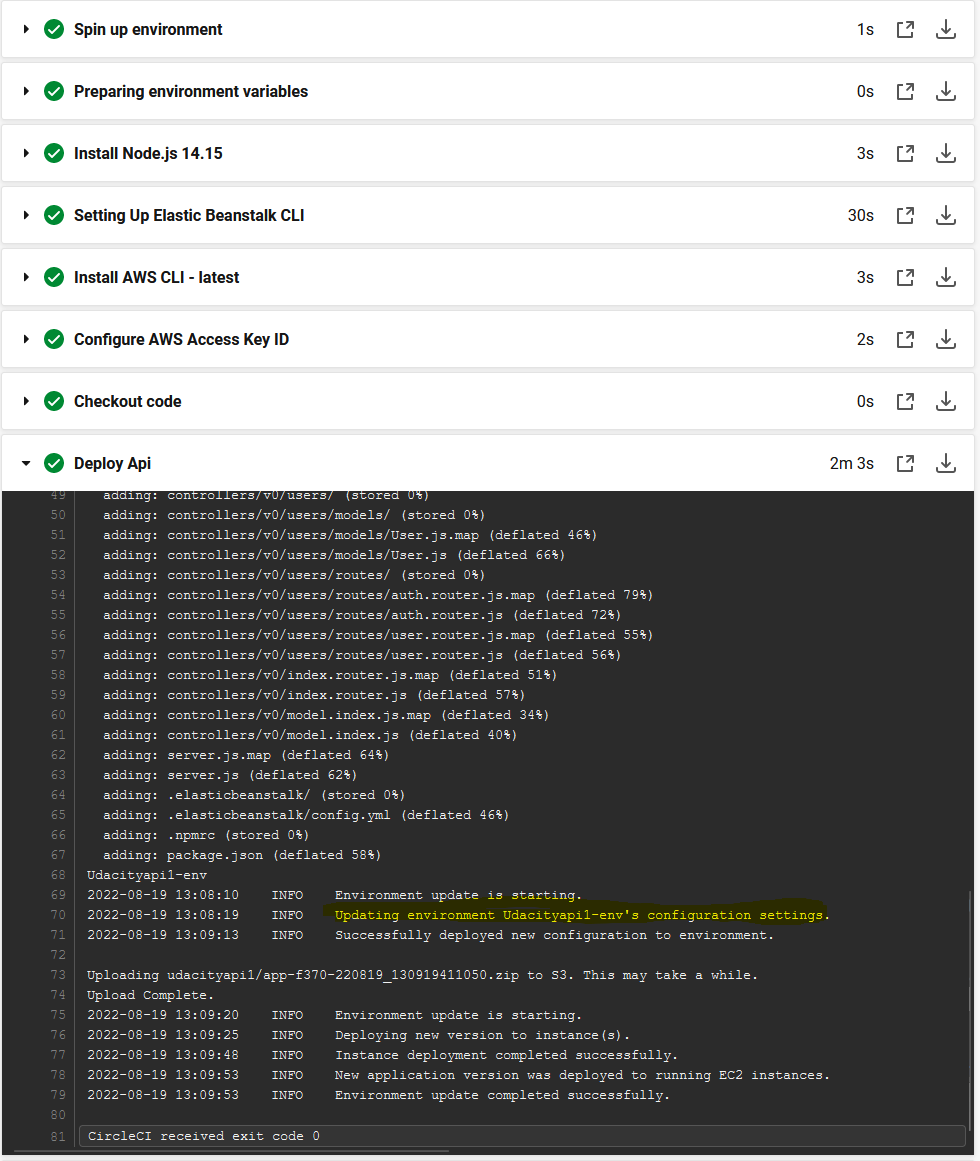 Spin up environment 1s
Preparing environment variables 0s
Install Node.js 14.15 3s
Setting Up Elastic Beanstalk CLI 30s
Install AWS CLI - latest 3s
Configure AWS Access Key ID 2s
Checkout code 0s
Deploy Api 2m 3s
49 adding: controllers/v0/users/ (stored 0%)
50 adding: controllers/v0/users/models/ (stored 0%)
51 adding: controllers/v0/users/models/User.js.map (deflated 46%)
52 adding: controllers/v0/users/models/User.js (deflated 66%)
53 adding: controllers/v0/users/routes/ (stored 0%)
54 adding: controllers/v0/users/routes/auth.router.js.map (deflated 79%)
55 adding: controllers/v0/users/routes/auth.router.js (deflated 72%)
56 adding: controllers/v0/users/routes/user.router.js.map (deflated 55%)
57 adding: controllers/v0/users/routes/user.router.js (deflated 56%)
58 adding: controllers/v0/index.router.js.map (deflated 51%)
59 adding: controllers/v0/index.router.js (deflated 57%)
60 adding: controllers/v0/model.index.js.map (deflated 34%)
61 adding: controllers/v0/model.index.js (deflated 40%)
62 adding: server.js.map (deflated 64%)
63 adding: server.js (deflated 62%)
64 adding: .elasticbeanstalk/ (stored 0%)
65 adding: .elasticbeanstalk/config.yml (deflated 46%)
66 adding: .npmrc (stored 0%)
67 adding: package.json (deflated 58%)
68 Udacityapi1-env
69 2022-08-19 13:08:10 INFO Environment update is starting.
70 2022-08-19 13:08:19 INFO Updating environment Udacityapi1-env's configuration settings.
71 2022-08-19 13:09:13 INFO Successfully deployed new configuration to environment.
72
73 Uploading udacityapi1/app-f370-220819_130919411050.zip to S3. This may take a while.
74 Upload Complete.
75 2022-08-19 13:09:20 INFO Environment update is starting.
76 2022-08-19 13:09:25 INFO Deploying new version to instance(s).
77 2022-08-19 13:09:48 INFO Instance deployment completed successfully.
78 2022-08-19 13:09:53 INFO New application version was deployed to running EC2 instances.
79 2022-08-19 13:09:53 INFO Environment update completed successfully.
80
81 CircleCI received exit code 0